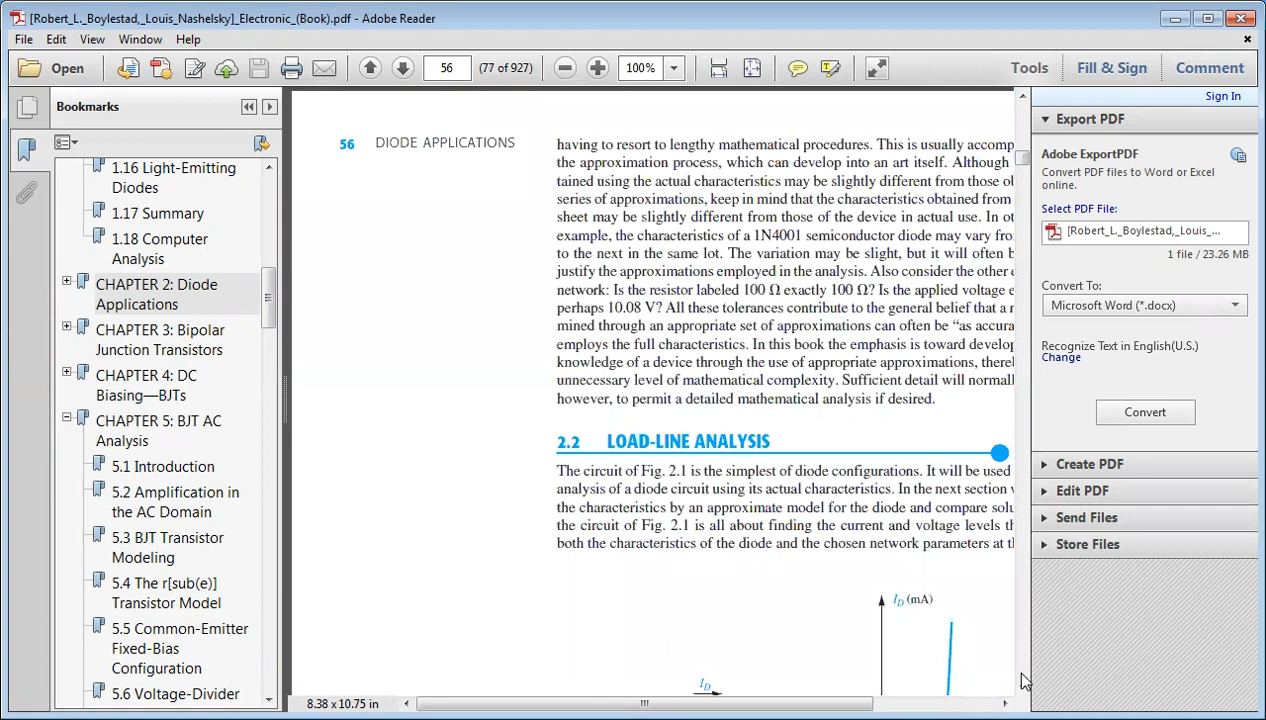 [Robert_L._Boylestad,_Louis_Nashelsky]_Electronic_(Book).pdf - Adobe Reader
File Edit View Window Help
Open 56 (77 of 927) 100% Tools Fill & Sign Comment
Bookmarks
1.16 Light-Emitting
Diodes
1.17 Summary
1.18 Computer
Analysis
CHAPTER 2: Diode
Applications
CHAPTER 3: Bipolar
Junction Transistors
CHAPTER 4: DC
Biasing—BJTs
CHAPTER 5: BJT AC
Analysis
5.1 Introduction
5.2 Amplification in
the AC Domain
5.3 BJT Transistor
Modeling
5.4 The r[sub(e)]
Transistor Model
5.5 Common-Emitter
Fixed-Bias
Configuration
5.6 Voltage-Divider
56 DIODE APPLICATIONS
having to resort to lengthy mathematical procedures. This is usually accomp
the approximation process, which can develop into an art itself. Although
tained using the actual characteristics may be slightly different from those o
series of approximations, keep in mind that the characteristics obtained from
sheet may be slightly different from those of the device in actual use. In ot
example, the characteristics of a 1N4001 semiconductor diode may vary fro
to the next in the same lot. The variation may be slight, but it will often b
justify the approximations employed in the analysis. Also consider the other e
network: Is the resistor labeled 100 Ω exactly 100 Ω? Is the applied voltage e
perhaps 10.08 V? All these tolerances contribute to the general belief that a r
mined through an appropriate set of approximations can often be “as accura
employs the full characteristics. In this book the emphasis is toward develop
knowledge of a device through the use of appropriate approximations, there
unnecessary level of mathematical complexity. Sufficient detail will normall
however, to permit a detailed mathematical analysis if desired.
2.2 LOAD-LINE ANALYSIS
The circuit of Fig. 2.1 is the simplest of diode configurations. It will be used
analysis of a diode circuit using its actual characteristics. In the next section
the characteristics by an approximate model for the diode and compare solu
the circuit of Fig. 2.1 is all about finding the current and voltage levels th
both the characteristics of the diode and the chosen network parameters at th
I_D (mA)
I_D
8.38 x 10.75 in
Sign In
Export PDF
Adobe ExportPDF
Convert PDF files to Word or Excel
online.
Select PDF File:
[Robert_L._Boylestad,_Louis_...
1 file / 23.26 MB
Convert To:
Microsoft Word (*.docx)
Recognize Text in English(U.S.)
Change
Convert
Create PDF
Edit PDF
Send Files
Store Files